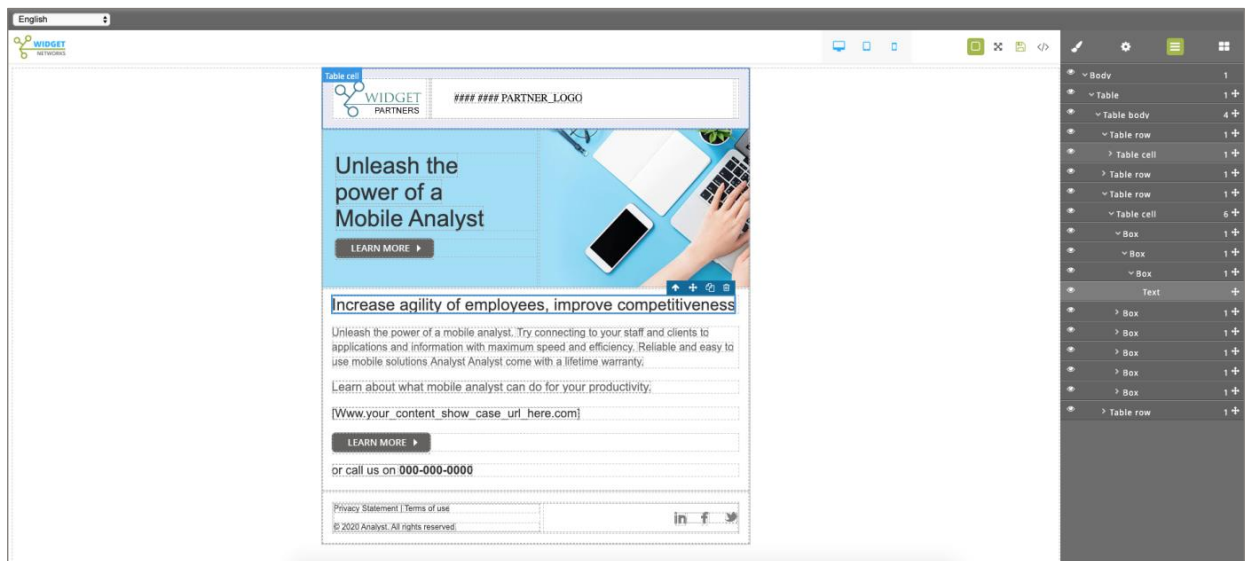 English
WIDGET
NETWORKS
Table cell
WIDGET
PARTNERS
#### #### PARTNER_LOGO
Unleash the
power of a
Mobile Analyst
LEARN MORE
Increase agility of employees, improve competitiveness
Unleash the power of a mobile analyst. Try connecting to your staff and clients to
applications and information with maximum speed and efficiency. Reliable and easy to
use mobile solutions Analyst Analyst come with a lifetime warranty.
Learn about what mobile analyst can do for your productivity.
[Www.your_content_show_case_url_here.com]
LEARN MORE
or call us on 000-000-0000
Privacy Statement | Terms of use
© 2020 Analyst. All rights reserved.
Body 1
Table 1
Table body 4
Table row 1
Table cell 1
Table row 1
Table row 1
Table cell 6
Box 1
Box 1
Box 1
Text
Box 1
Box 1
Box 1
Box 1
Box 1
Table row 1